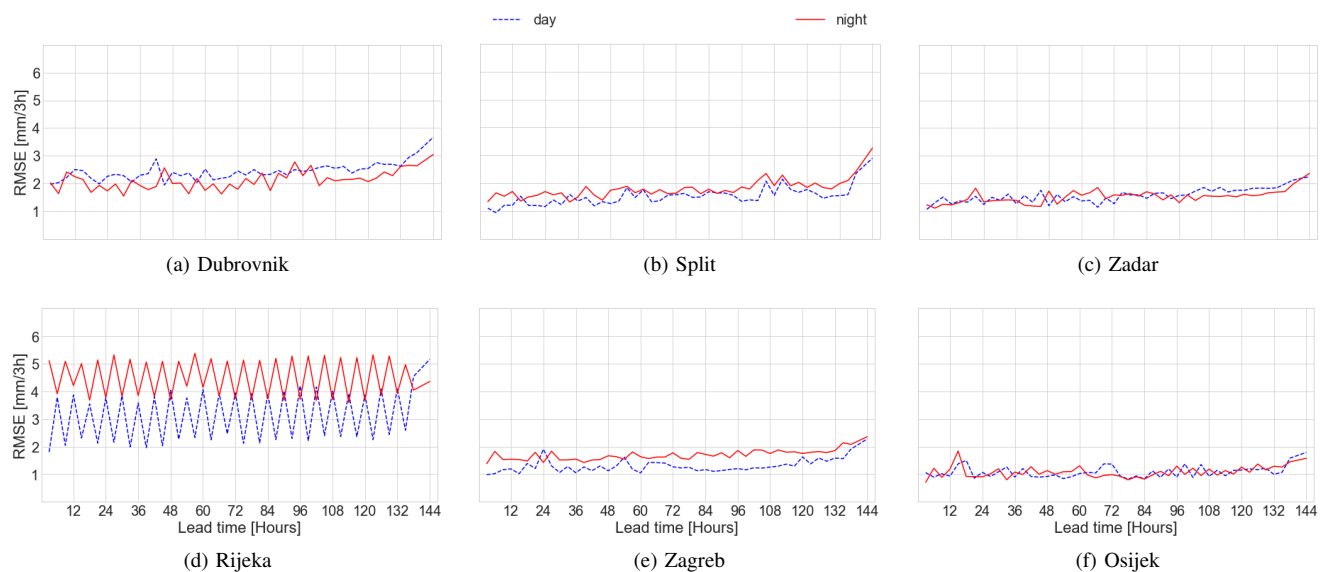 day night
RMSE [mm/3h]
6
5
4
3
2
1
(a) Dubrovnik (b) Split (c) Zadar
RMSE [mm/3h]
6
5
4
3
2
1
12 24 36 48 60 72 84 96 108 120 132 144
12 24 36 48 60 72 84 96 108 120 132 144
12 24 36 48 60 72 84 96 108 120 132 144
Lead time [Hours] Lead time [Hours] Lead time [Hours]
(d) Rijeka (e) Zagreb (f) Osijek